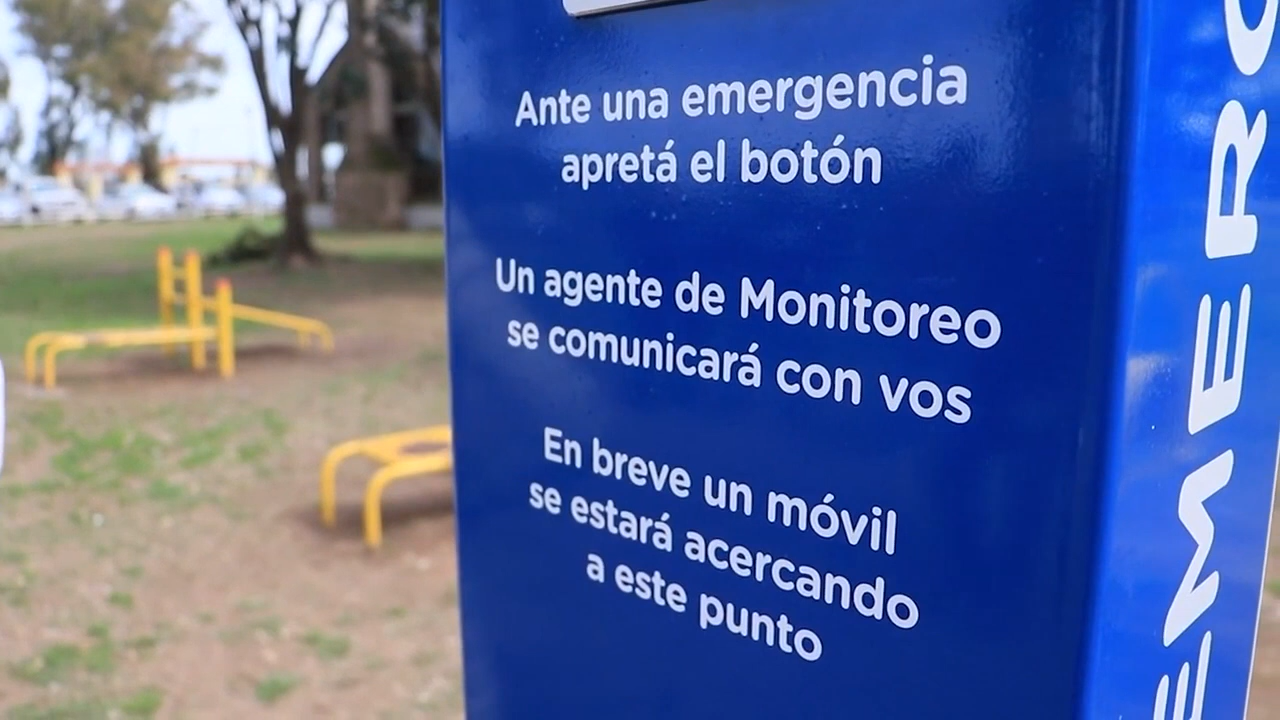 Ante una emergencia
apretá el botón
Un agente de Monitoreo
se comunicará con vos
En breve un móvil
se estará acercando
a este punto
EMERG